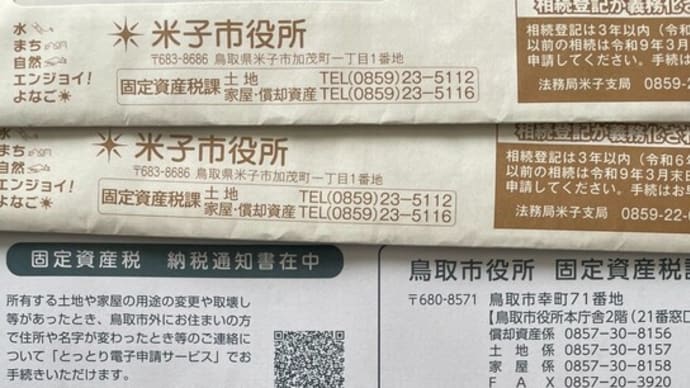 水
まち
自然
エンジョイ!
よなご
米子市役所
〒683-8686 鳥取県米子市加茂町一丁目1番地
固定資産税課 土地 TEL(0859)23-5112
家屋・償却資産 TEL(0859)23-5116
相続登記が義務化さ
相続登記は3年以内(令和
以前の相続は令和9年3月
申請してください。手続は
法務局米子支局 0859-2
水
まち
自然
エンジョイ!
よなご
米子市役所
〒683-8686 鳥取県米子市加茂町一丁目1番地
固定資産税課 土地 TEL(0859)23-5112
家屋・償却資産 TEL(0859)23-5116
相続登記が義務化され
相続登記は3年以内(令和6
以前の相続は令和9年3月末
申請してください。手続はお
法務局米子支局 0859-22-
固定資産税 納税通知書在中
所有する土地や家屋の用途の変更や取壊し
等があったとき、鳥取市外にお住まいの方
で住所や名字が変わったとき等のご連絡に
ついて「とっとり電子申請サービス」でお
手続きいただけます。
鳥取市役所 固定資産税
〒680-8571 鳥取市幸町71番地
【鳥取市役所本庁舎2階(21番窓口
償却資産係 0857-30-8156
土地係 0857-30-8157
家屋係 0857-30-8158
FAX 0857-20-3920